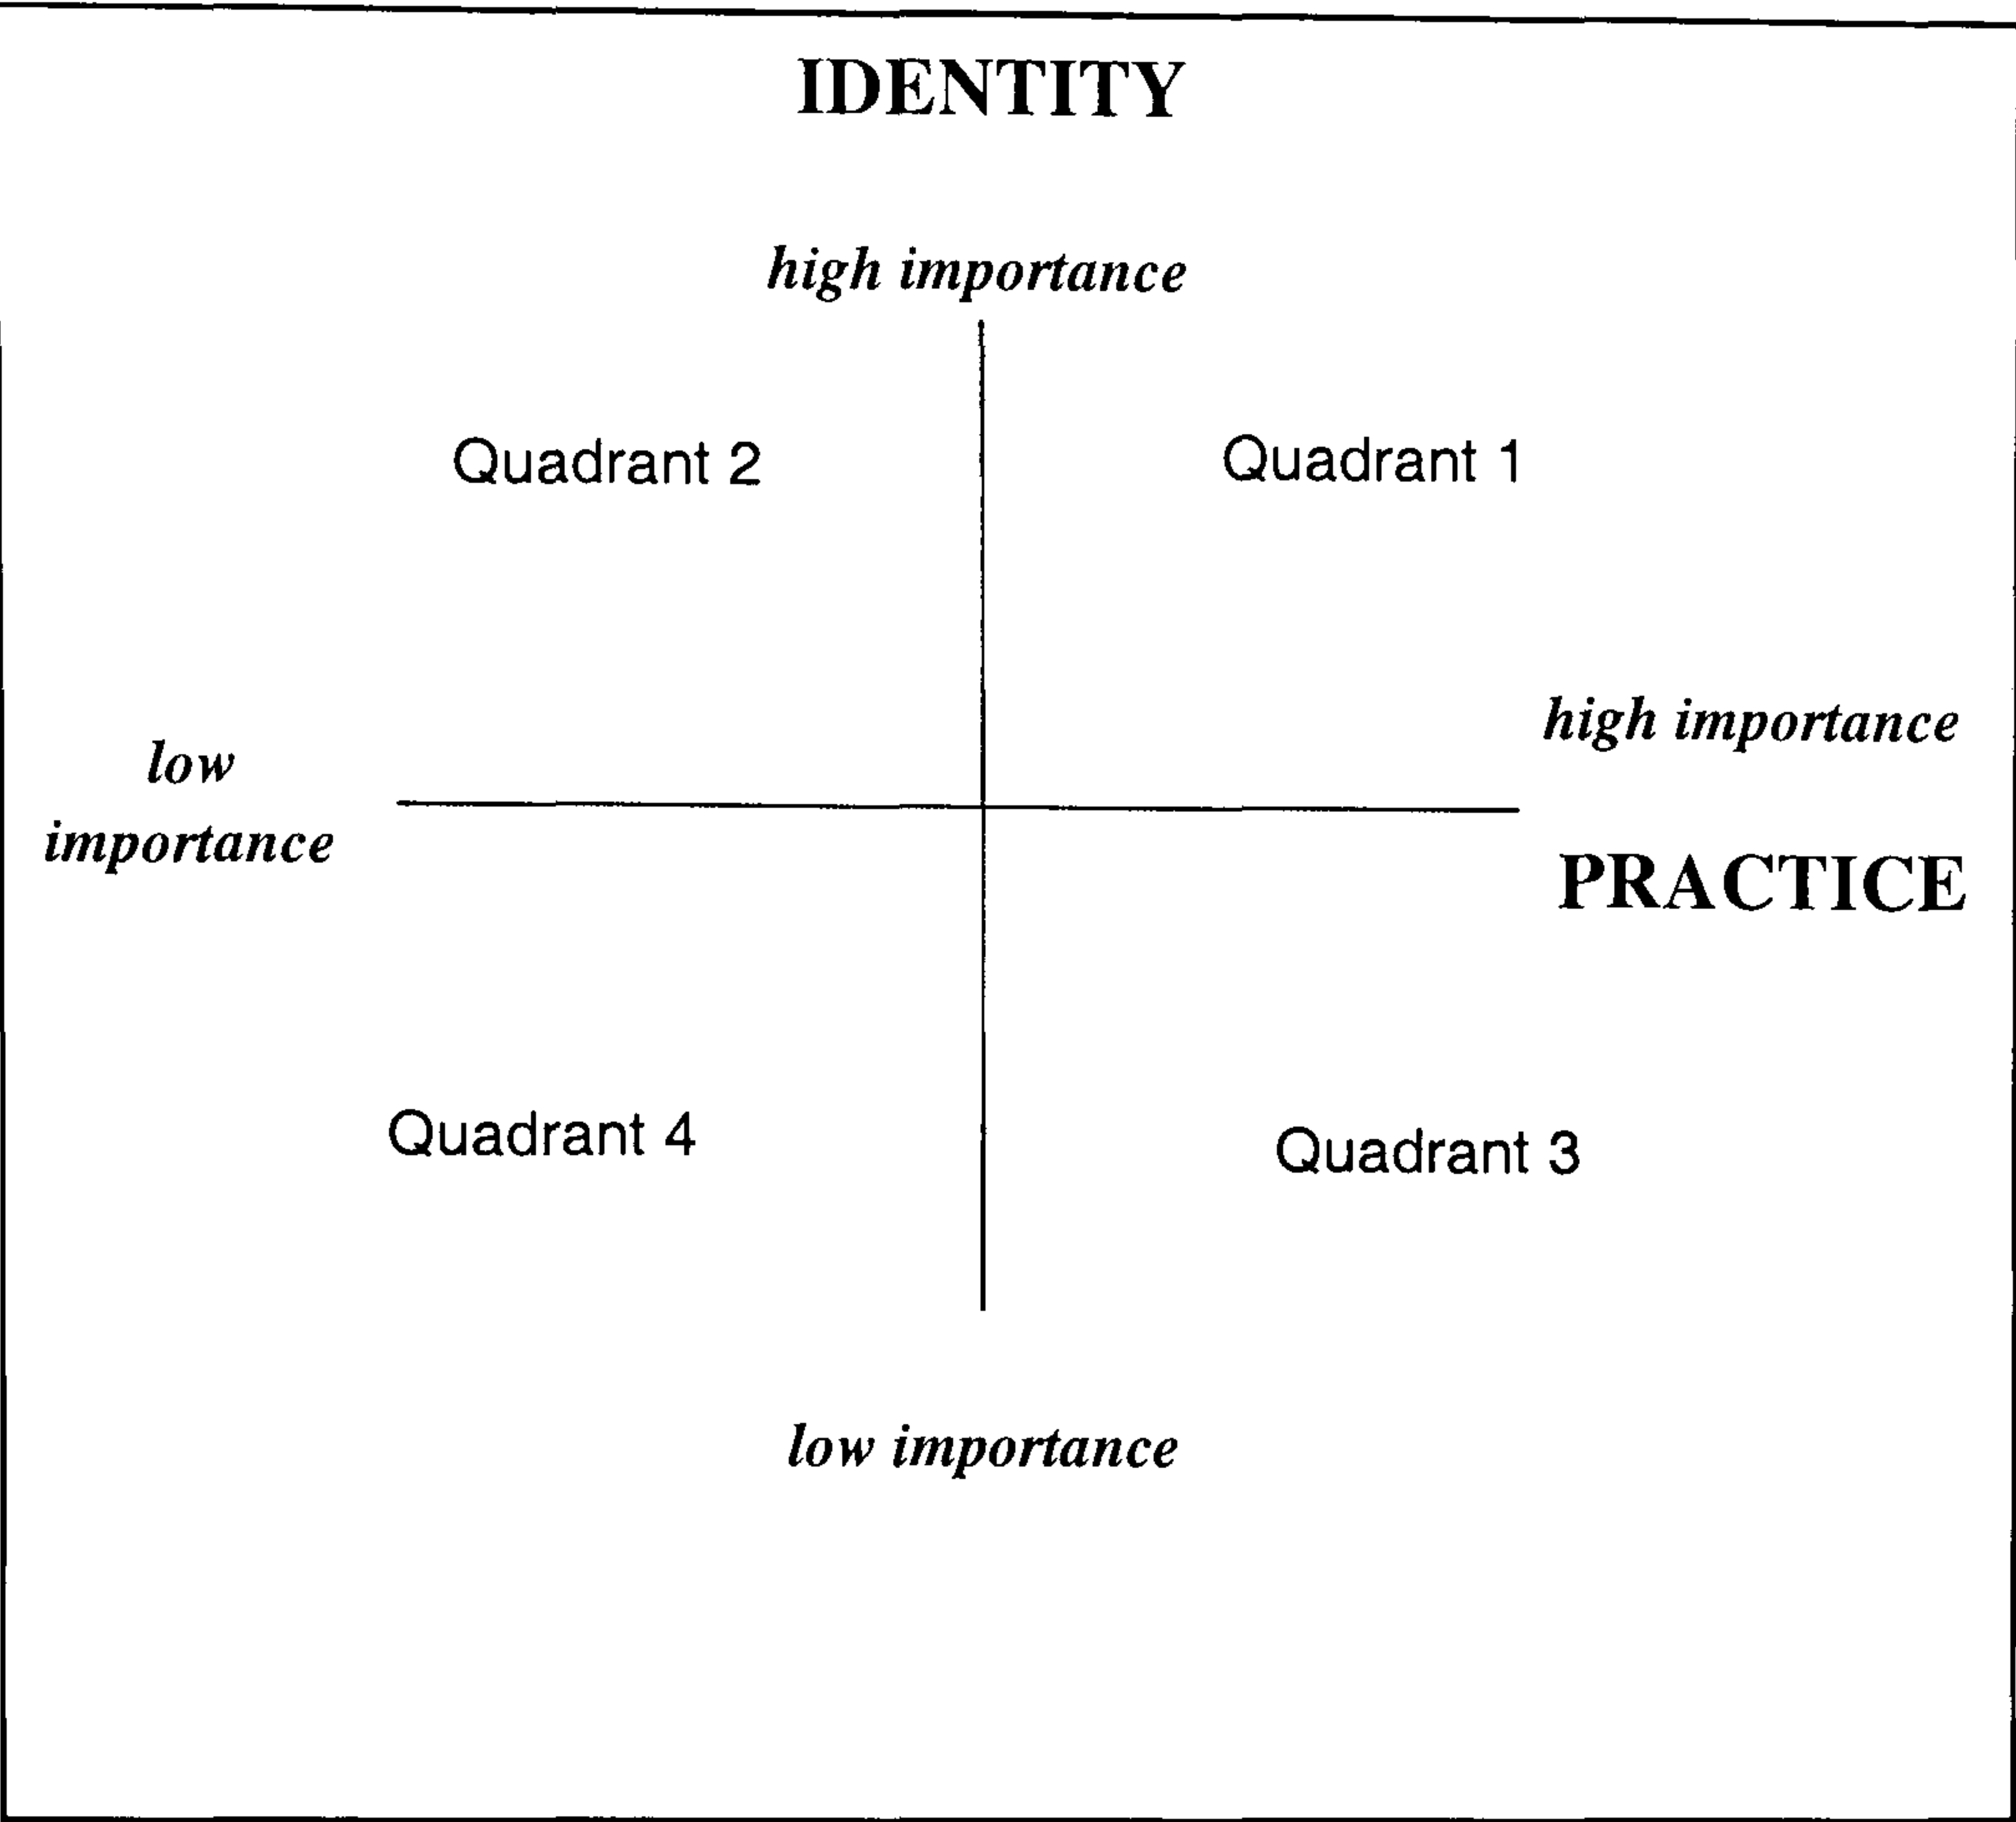 IDENTITY
high importance
Quadrant 2
Quadrant 1
high importance
low
importance
PRACTICE
Quadrant 4
Quadrant 3
low importance